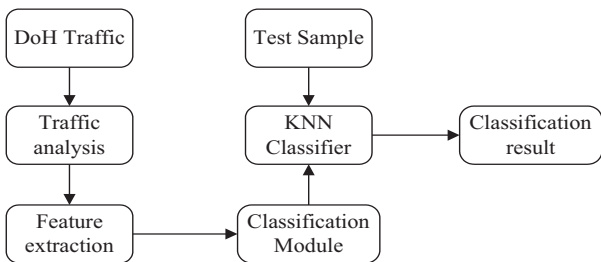 DoH Traffic
Test Sample
Traffic
analysis
KNN
Classifier
Classification
result
Feature
extraction
Classification
Module